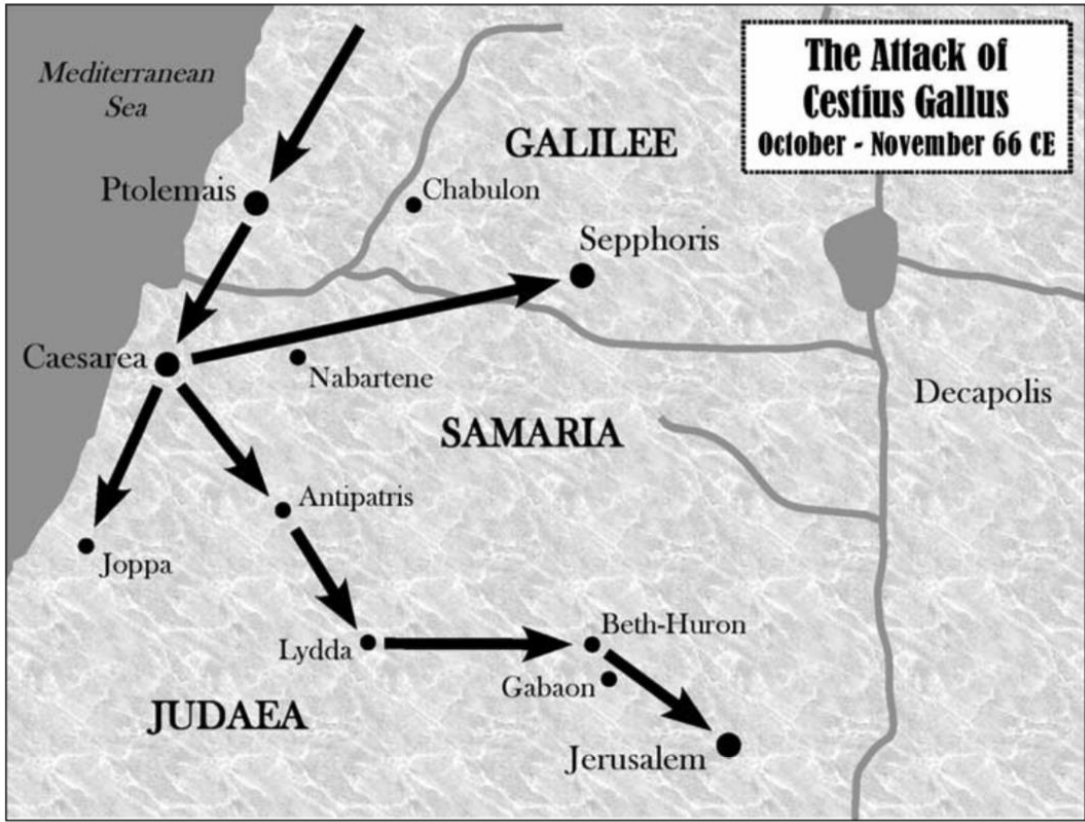 The Attack of
Cestius Gallus
October - November 66 CE
Mediterranean
Sea
GALILEE
Ptolemais
Chabulon
Sepphoris
Caesarea
Nabartene
Decapolis
SAMARIA
Antipatris
Joppa
Beth-Huron
Lydda
Gabaon
JUDAEA
Jerusalem